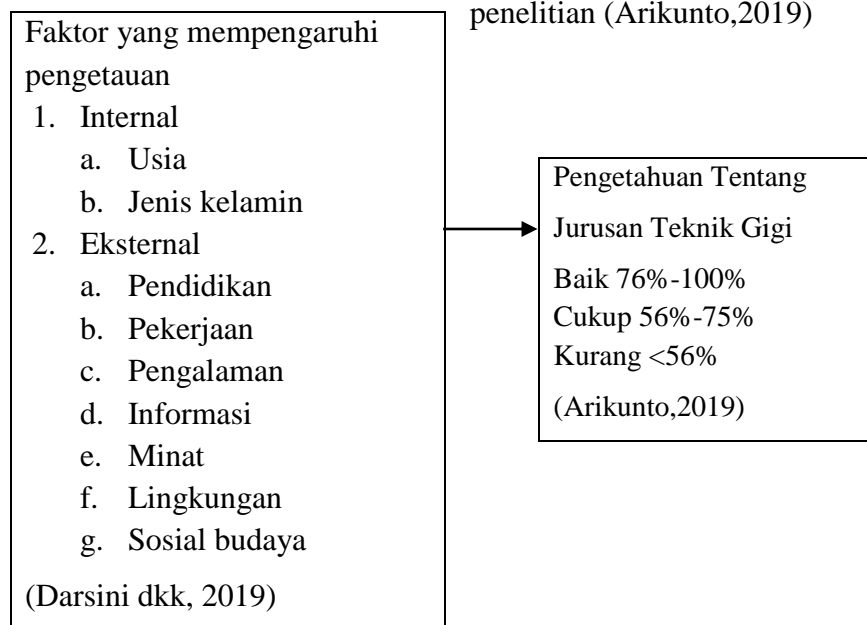 penelitian (Arikunto,2019)
Faktor yang mempengaruhi
pengetauan
1. Internal
a. Usia
b. Jenis kelamin
2. Eksternal
a. Pendidikan
b. Pekerjaan
c. Pengalaman
d. Informasi
e. Minat
f. Lingkungan
g. Sosial budaya
(Darsini dkk, 2019)
Pengetahuan Tentang
Jurusan Teknik Gigi
Baik 76%-100%
Cukup 56%-75%
Kurang <56%
(Arikunto,2019)